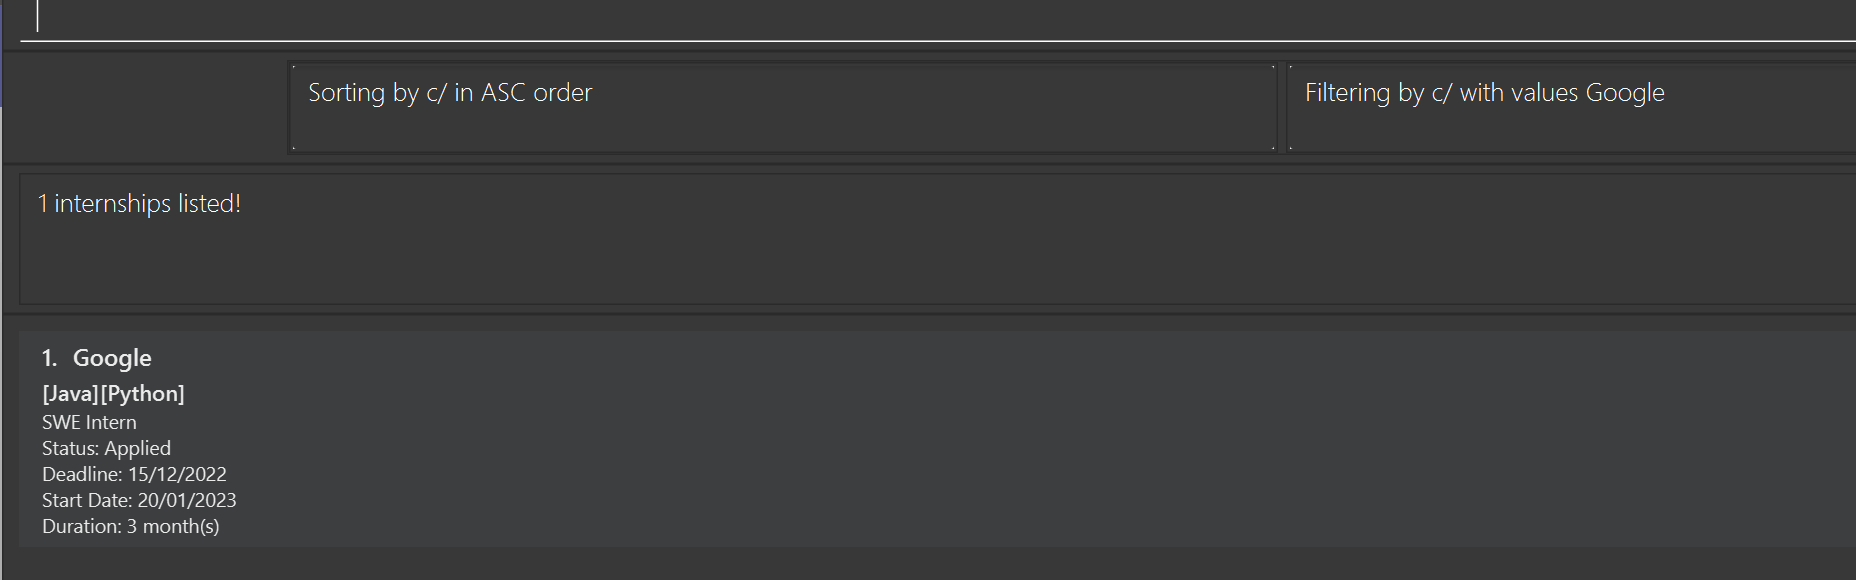 Sorting by c/ in ASC order
Filtering by c/ with values Google
1 internships listed!
1. Google
[Java][Python]
SWE Intern
Status: Applied
Deadline: 15/12/2022
Start Date: 20/01/2023
Duration: 3 month(s)